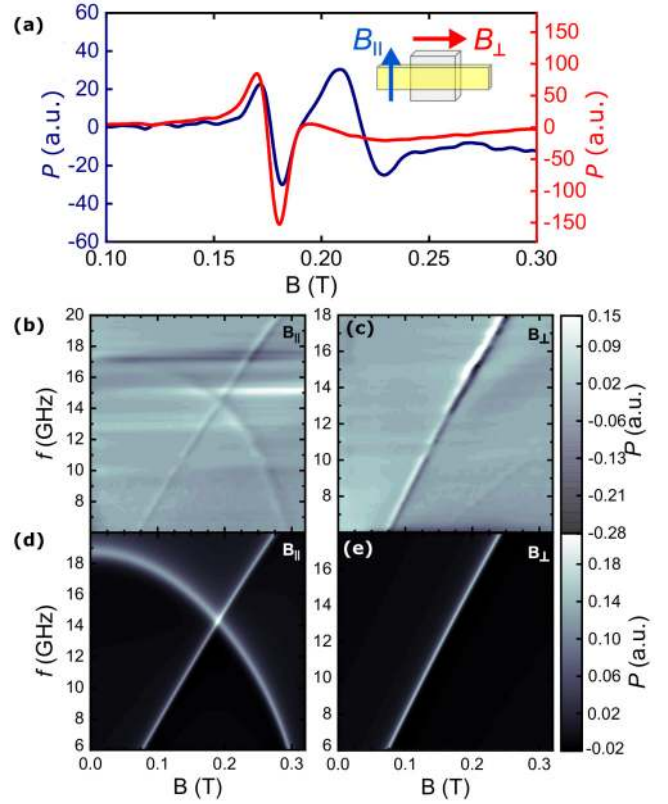 (a)
60
40
20
0
-20
-40
-60
P (a.u.)
B|| B⊥
150
100
50
0
-50
-100
-150
P (a.u.)
0.10 0.15 0.20 0.25 0.30
B (T)
(b) B||
20
18
16
14
12
10
8
f (GHz)
(c) B⊥
18
16
14
12
10
8
0.15
0.09
0.02
-0.06
-0.13
-0.21
-0.28
P (a.u.)
(d) B||
18
16
14
12
10
8
6
f (GHz)
0.0 0.1 0.2 0.3
B (T)
(e) B⊥
16
14
12
10
8
6
0.0 0.1 0.2 0.3
B (T)
0.18
0.14
0.10
0.06
0.02
-0.02
P (a.u.)